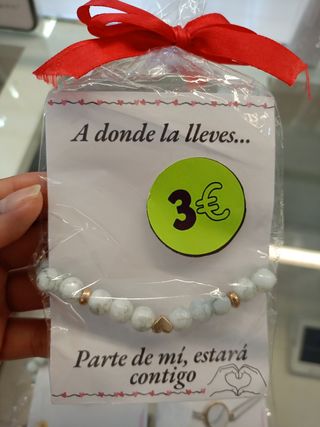 A donde la lleves...
3€
Parte de mí, estará
contigo